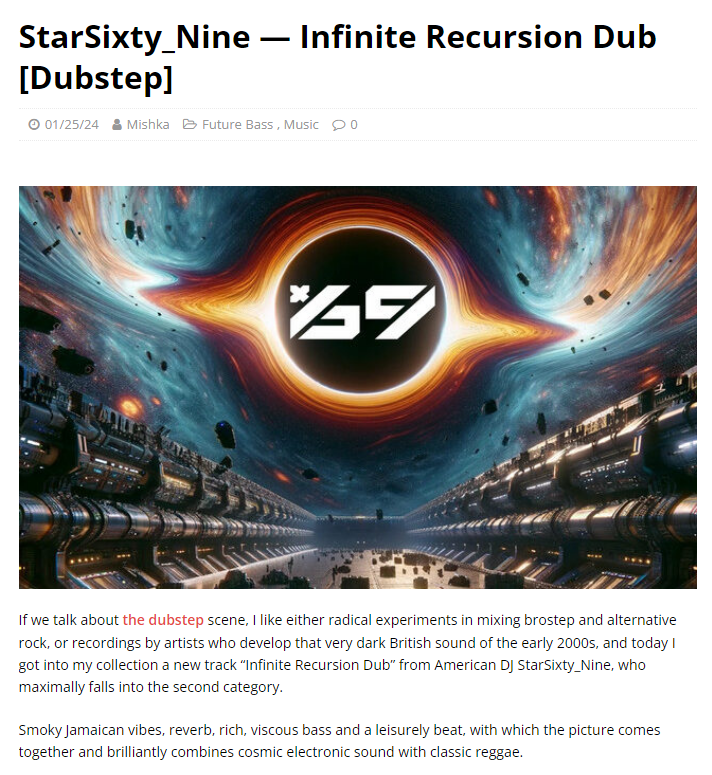 StarSixty_Nine — Infinite Recursion Dub
[Dubstep]
01/25/24 Mishka Future Bass , Music 0
*69
If we talk about the dubstep scene, I like either radical experiments in mixing brostep and alternative
rock, or recordings by artists who develop that very dark British sound of the early 2000s, and today I
got into my collection a new track “Infinite Recursion Dub” from American DJ StarSixty_Nine, who
maximally falls into the second category.
Smoky Jamaican vibes, reverb, rich, viscous bass and a leisurely beat, with which the picture comes
together and brilliantly combines cosmic electronic sound with classic reggae.